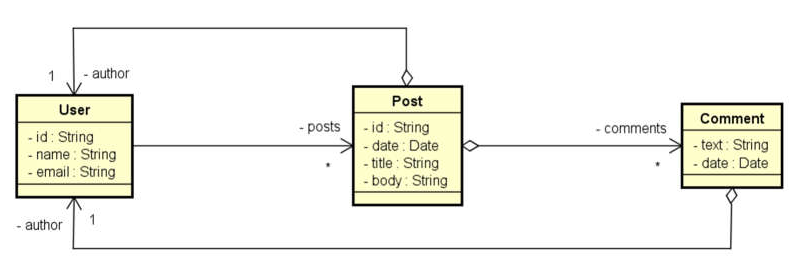 1
- author
User
- id : String
- name : String
- email : String
- posts
*
Post
- id : String
- date : Date
- title : String
- body : String
- comments
*
Comment
- text : String
- date : Date
- author
1